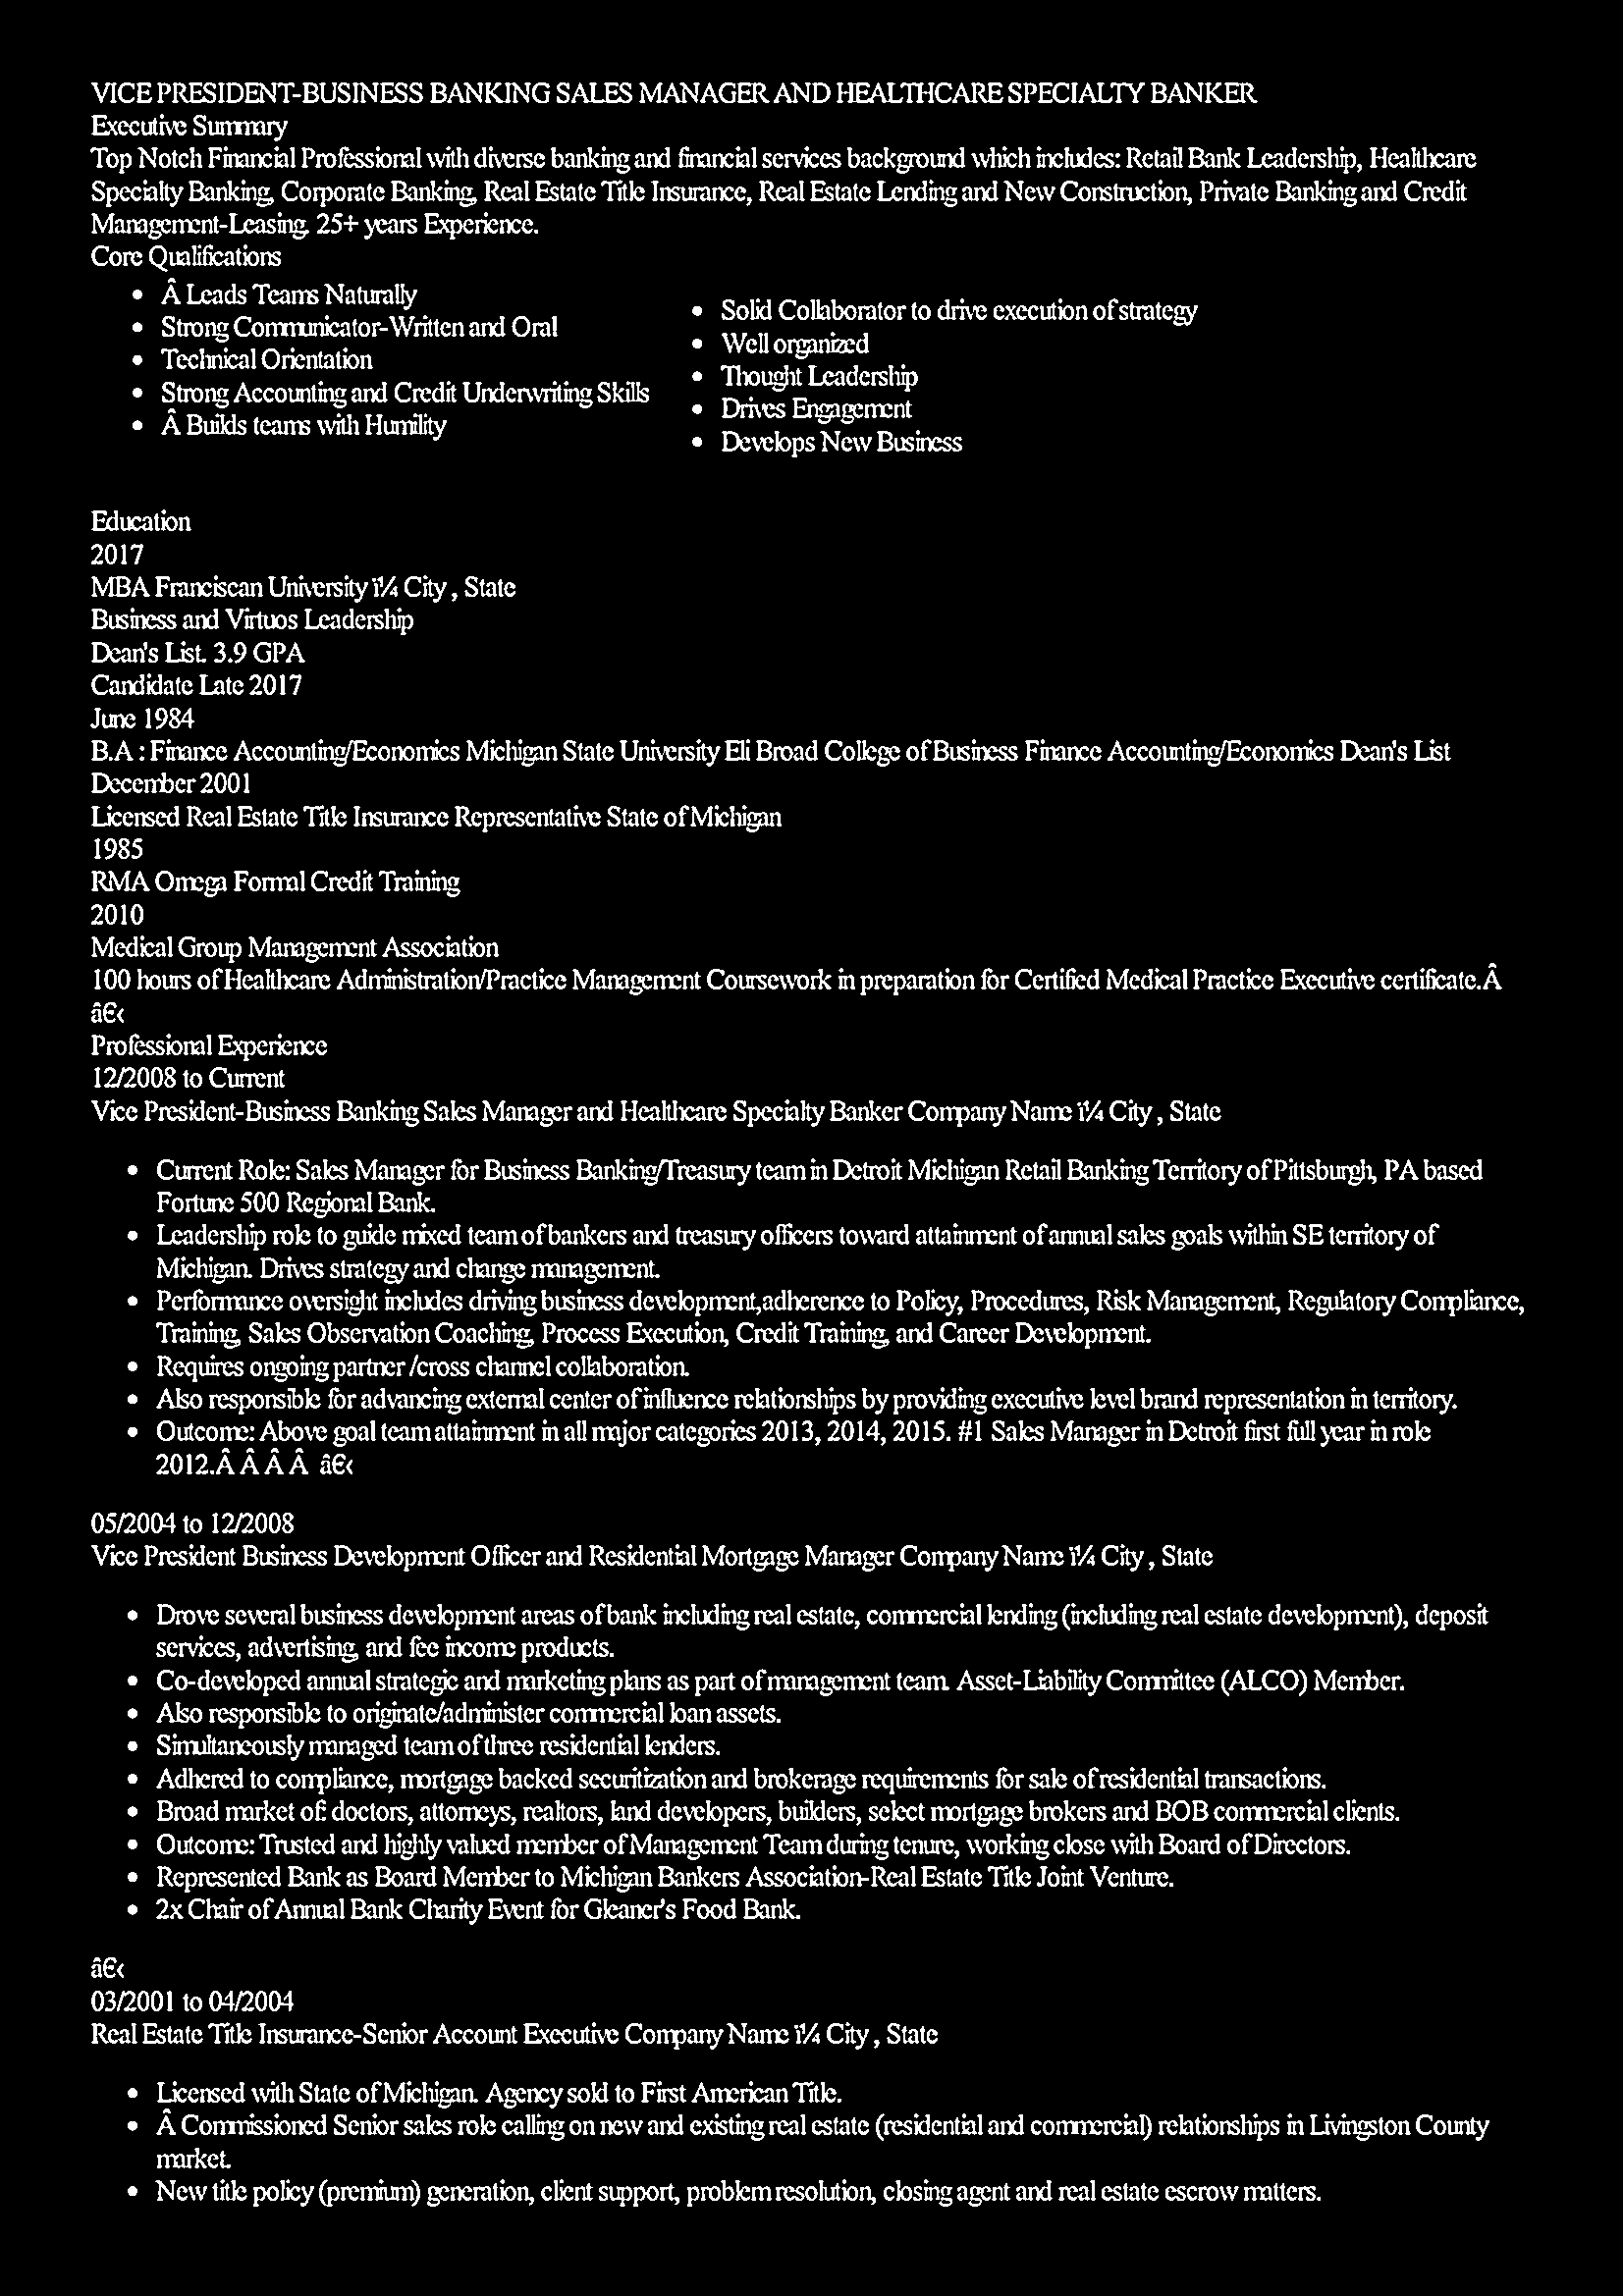 VICE PRESIDENT-BUSINESS BANKING SALES MANAGER AND HEALTHCARE SPECIALTY BANKER
Executive Summary
Top Notch Financial Professional with diverse banking and financial services background which includes: Retail Bank Leadership, Healthcare
Specialty Banking, Corporate Banking, Real Estate Title Insurance, Real Estate Lending and New Construction, Private Banking and Credit
Management-Leasing. 25+ years Experience.
Core Qualifications
• Â Leads Teams Naturally
• Strong Communicator-Written and Oral
• Technical Orientation
• Strong Accounting and Credit Underwriting Skills
• Â Builds teams with Humility
• Solid Collaborator to drive execution of strategy
• Well organized
• Thought Leadership
• Drives Engagement
• Develops New Business
Education
2017
MBA Franciscan University ï¼ City , State
Business and Virtuos Leadership
Dean's List. 3.9 GPA
Candidate Late 2017
June 1984
B.A : Finance Accounting/Economics Michigan State University Eli Broad College of Business Finance Accounting/Economics Dean's List
December 2001
Licensed Real Estate Title Insurance Representative State of Michigan
1985
RMA Omega Formal Credit Training
2010
Medical Group Management Association
100 hours of Healthcare Administration/Practice Management Coursework in preparation for Certified Medical Practice Executive certificate.Â
â€‹
Professional Experience
12/2008 to Current
Vice President-Business Banking Sales Manager and Healthcare Specialty Banker Company Name ï¼ City , State
• Current Role: Sales Manager for Business Banking/Treasury team in Detroit Michigan Retail Banking Territory of Pittsburgh, PA based
Fortune 500 Regional Bank.
• Leadership role to guide mixed team of bankers and treasury officers toward attainment of annual sales goals within SE territory of
Michigan. Drives strategy and change management.
• Performance oversight includes driving business development,adherence to Policy, Procedures, Risk Management, Regulatory Compliance,
Training, Sales Observation Coaching, Process Execution, Credit Training, and Career Development.
• Requires ongoing partner /cross channel collaboration.
• Also responsible for advancing external center of influence relationships by providing executive level brand representation in territory.
• Outcome: Above goal team attainment in all major categories 2013, 2014, 2015. #1 Sales Manager in Detroit first full year in role
2012.Â Â Â Â â€‹
05/2004 to 12/2008
Vice President Business Development Officer and Residential Mortgage Manager Company Name ï¼ City , State
• Drove several business development areas of bank including real estate, commercial lending (including real estate development), deposit
services, advertising, and fee income products.
• Co-developed annual strategic and marketing plans as part of management team. Asset-Liability Committee (ALCO) Member.
• Also responsible to originate/administer commercial loan assets.
• Simultaneously managed team of three residential lenders.
• Adhered to compliance, mortgage backed securitization and brokerage requirements for sale of residential transactions.
• Broad market of: doctors, attorneys, realtors, land developers, builders, select mortgage brokers and BOB commercial clients.
• Outcome: Trusted and highly valued member of Management Team during tenure, working close with Board of Directors.
• Represented Bank as Board Member to Michigan Bankers Association-Real Estate Title Joint Venture.
• 2x Chair of Annual Bank Charity Event for Gleaner's Food Bank.
â€‹
03/2001 to 04/2004
Real Estate Title Insurance-Senior Account Executive Company Name ï¼ City , State
• Licensed with State of Michigan. Agency sold to First American Title.
• Â Commissioned Senior sales role calling on new and existing real estate (residential and commercial) relationships in Livingston County
market.
• New title policy (premium) generation, client support, problem resolution, closing agent and real estate escrow matters.